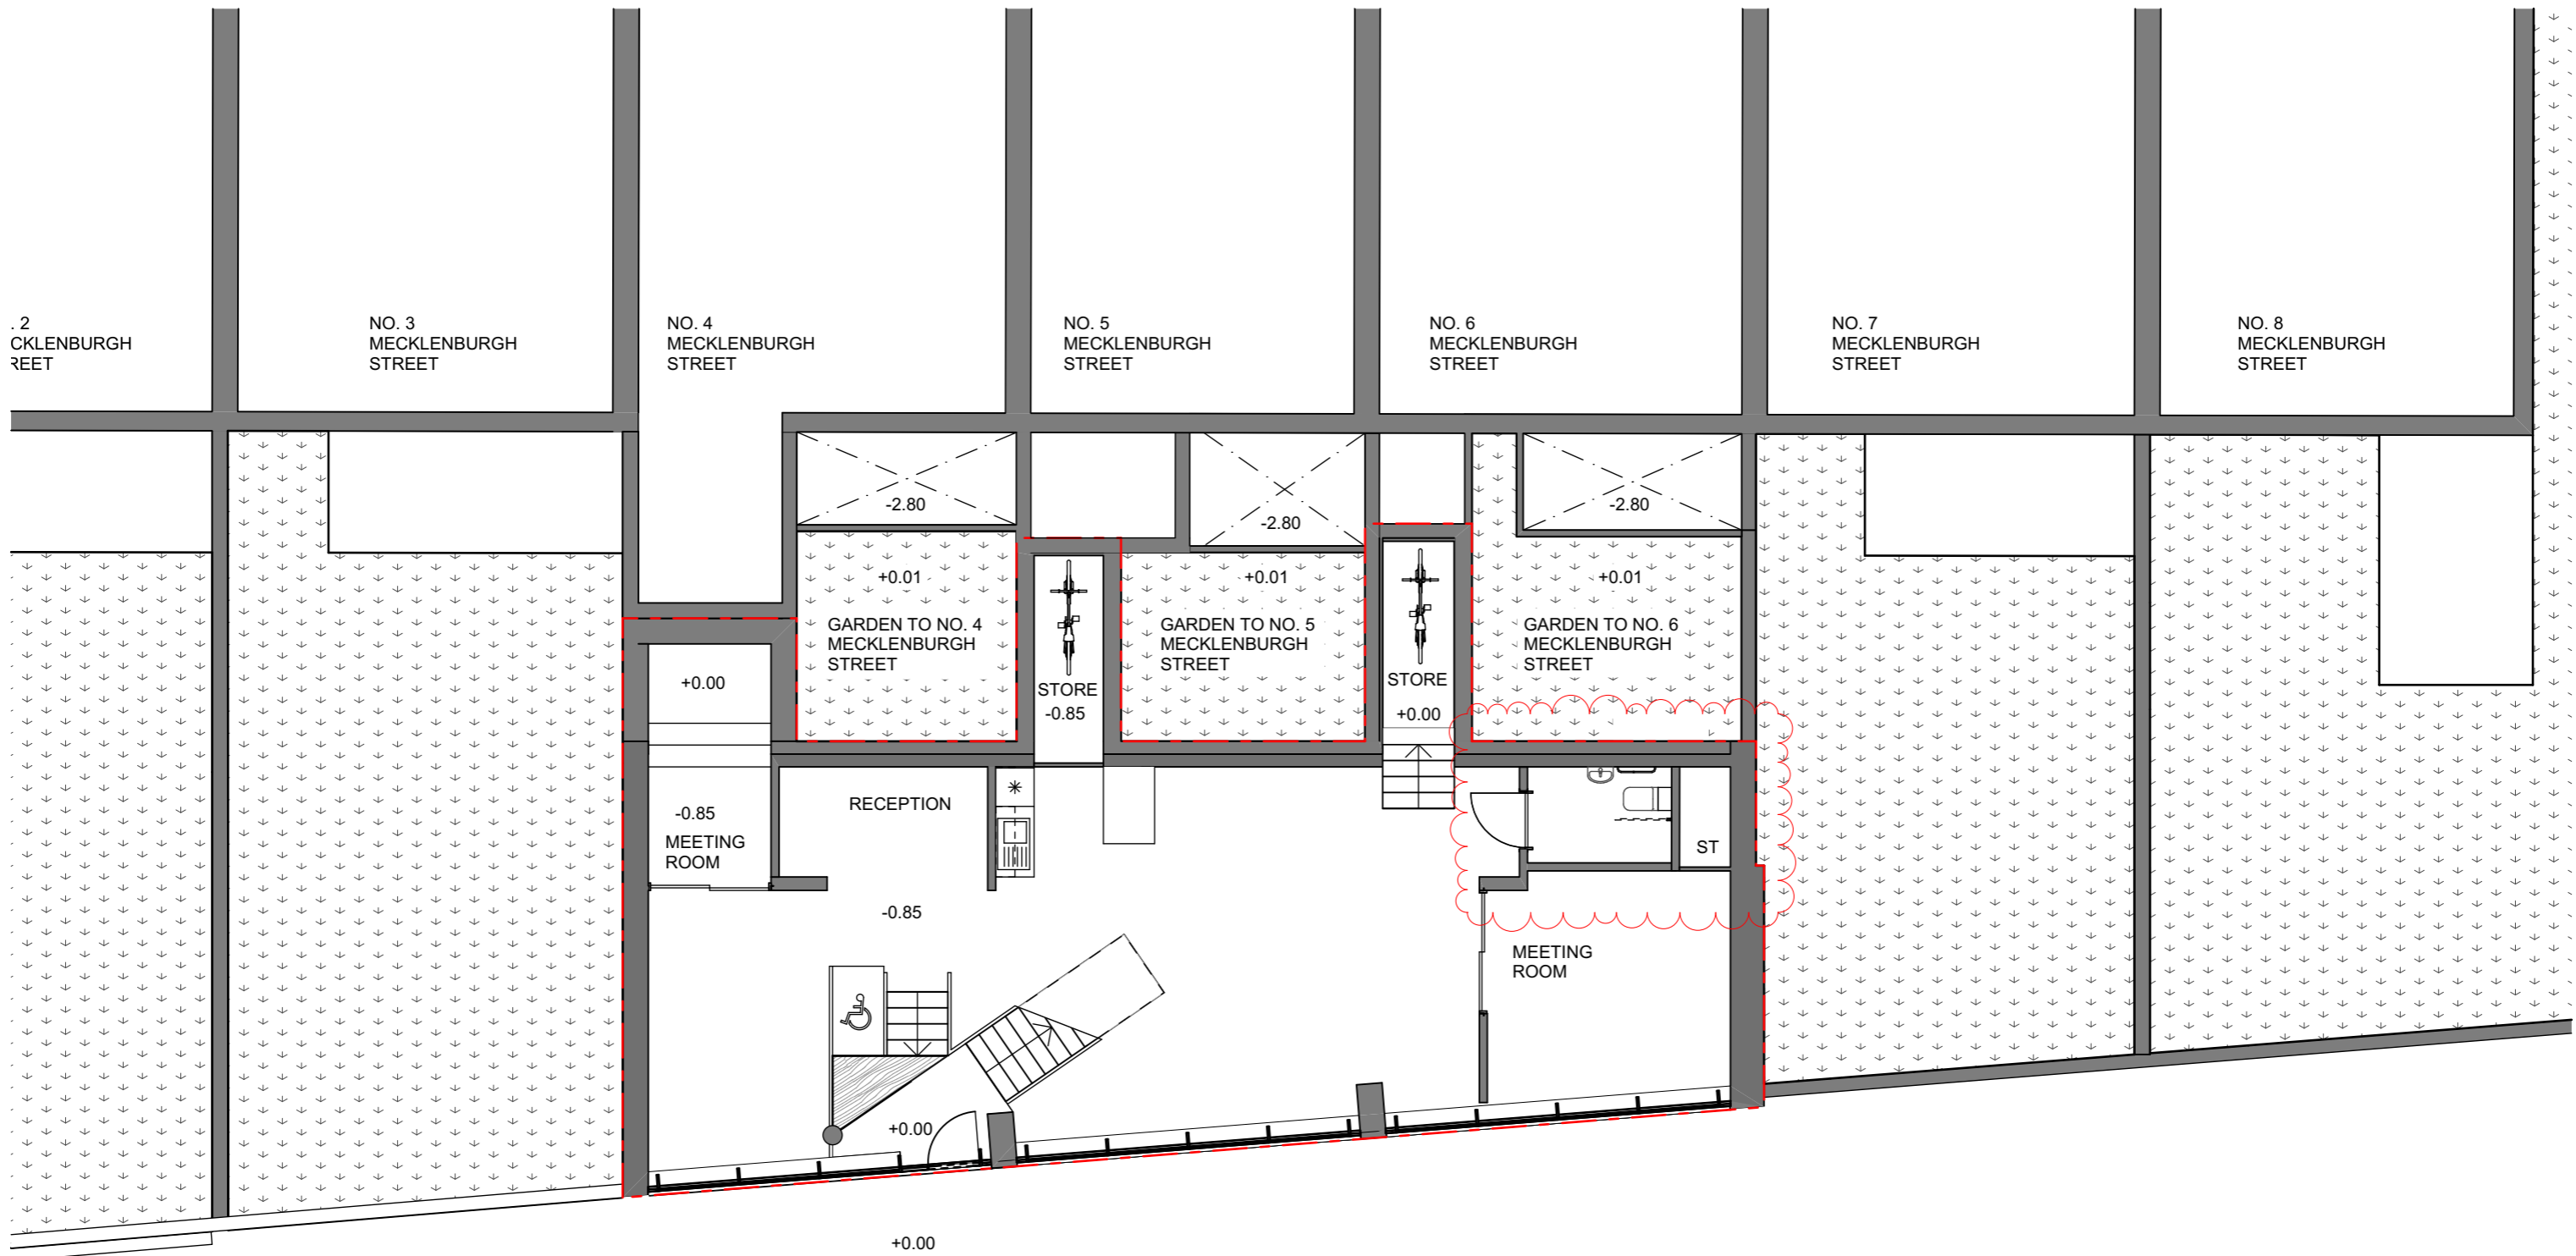 . 2
CKLENBURGH
REET
NO. 3
MECKLENBURGH
STREET
NO. 4
MECKLENBURGH
STREET
NO. 5
MECKLENBURGH
STREET
NO. 6
MECKLENBURGH
STREET
NO. 7
MECKLENBURGH
STREET
NO. 8
MECKLENBURGH
STREET
-2.80
-2.80
-2.80
+0.01
GARDEN TO NO. 4
MECKLENBURGH
STREET
+0.01
GARDEN TO NO. 5
MECKLENBURGH
STREET
+0.01
GARDEN TO NO. 6
MECKLENBURGH
STREET
+0.00
STORE
-0.85
STORE
+0.00
-0.85
MEETING
ROOM
RECEPTION
-0.85
ST
MEETING
ROOM
+0.00
+0.00